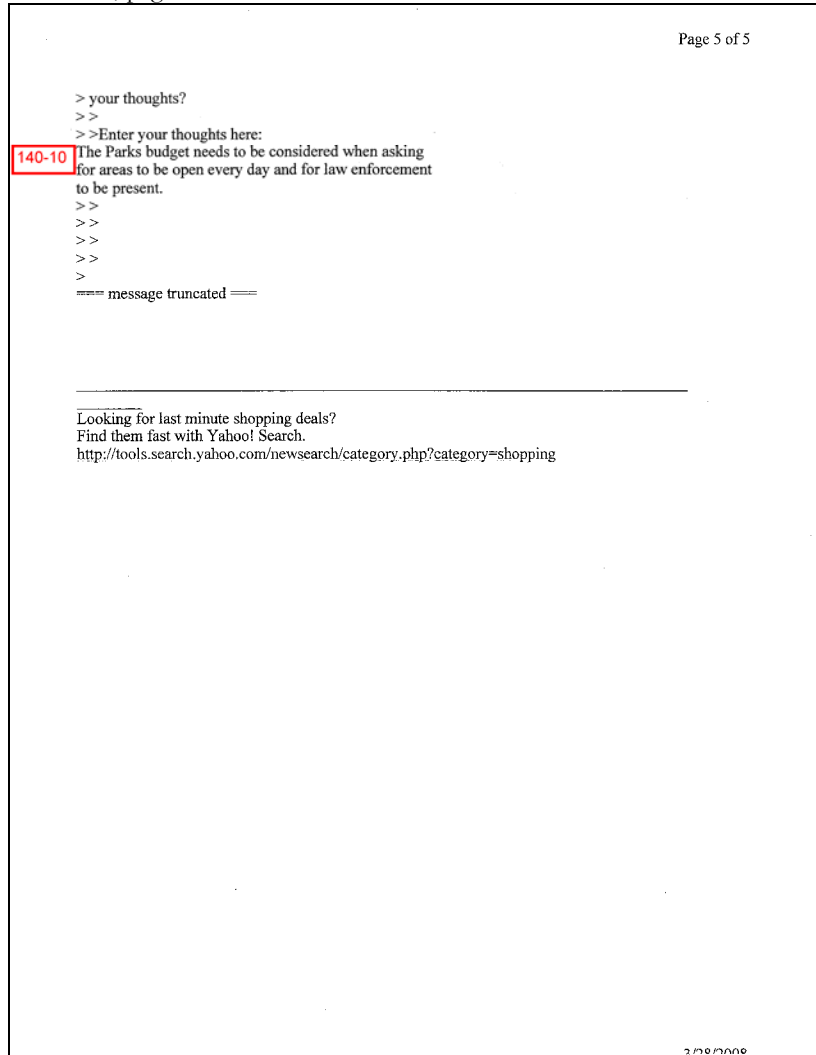 Page 5 of 5
> your thoughts?
>>
>>Enter your thoughts here:
140-10
The Parks budget needs to be considered when asking
for areas to be open every day and for law enforcement
to be present.
>>
>>
>>
>>
>
=== message truncated ===
Looking for last minute shopping deals?
Find them fast with Yahoo! Search.
http://tools.search.yahoo.com/newsearch/category.php?category=shopping
3/28/2008